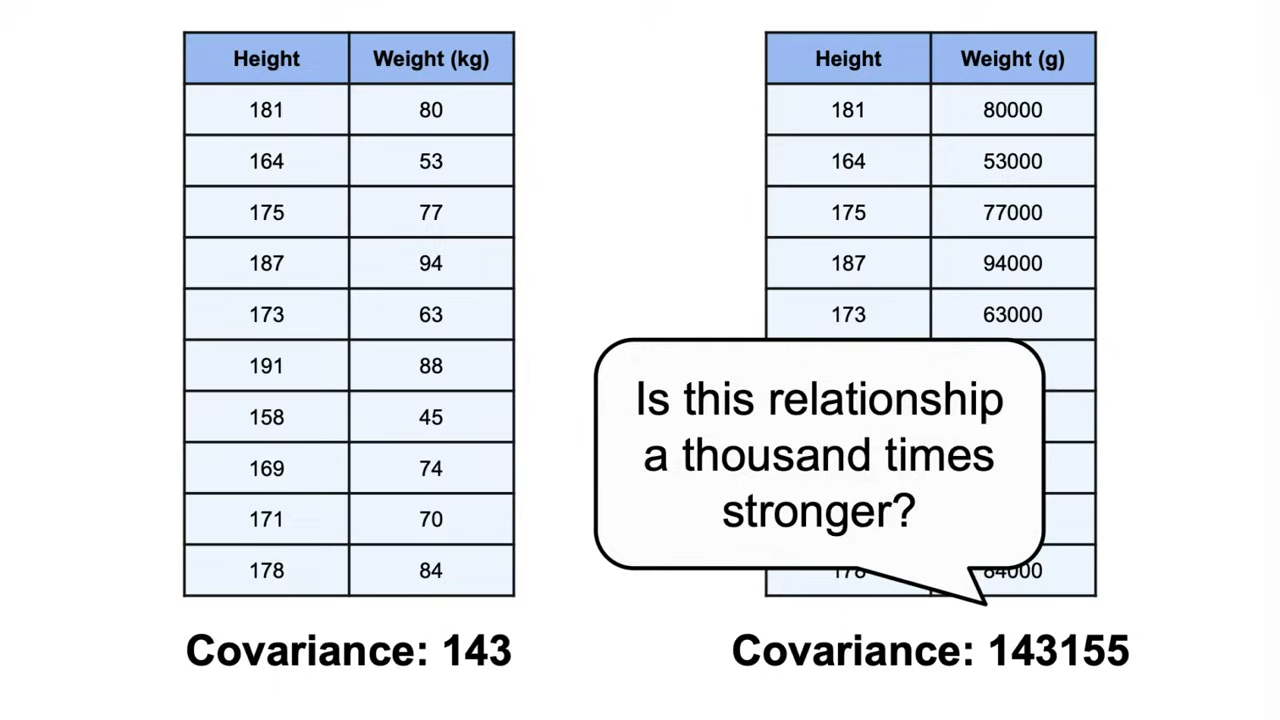 Height Weight (kg)
181 80
164 53
175 77
187 94
173 63
191 88
158 45
169 74
171 70
178 84
Covariance: 143
Height Weight (g)
181 80000
164 53000
175 77000
187 94000
173 63000
Is this relationship
a thousand times
stronger?
178 84000
Covariance: 143155